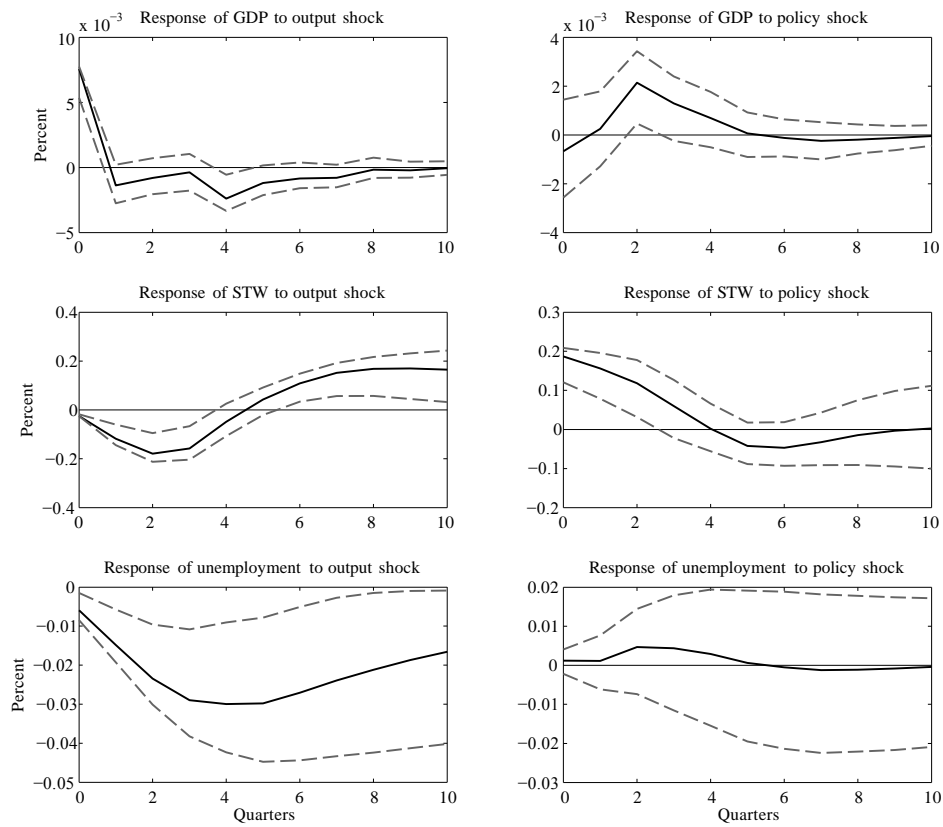 Response of GDP to output shock
x 10⁻³
10
5
0
−5
Percent
0 2 4 6 8 10
Response of GDP to policy shock
x 10⁻³
4
2
0
−2
−4
0 2 4 6 8 10
Response of STW to output shock
0.4
0.2
0
−0.2
−0.4
Percent
0 2 4 6 8 10
Response of STW to policy shock
0.3
0.2
0.1
0
−0.1
−0.2
0 2 4 6 8 10
Response of unemployment to output shock
0
−0.01
−0.02
−0.03
−0.04
−0.05
Percent
0 2 4 6 8 10
Quarters
Response of unemployment to policy shock
0.02
0.01
0
−0.01
−0.02
−0.03
0 2 4 6 8 10
Quarters